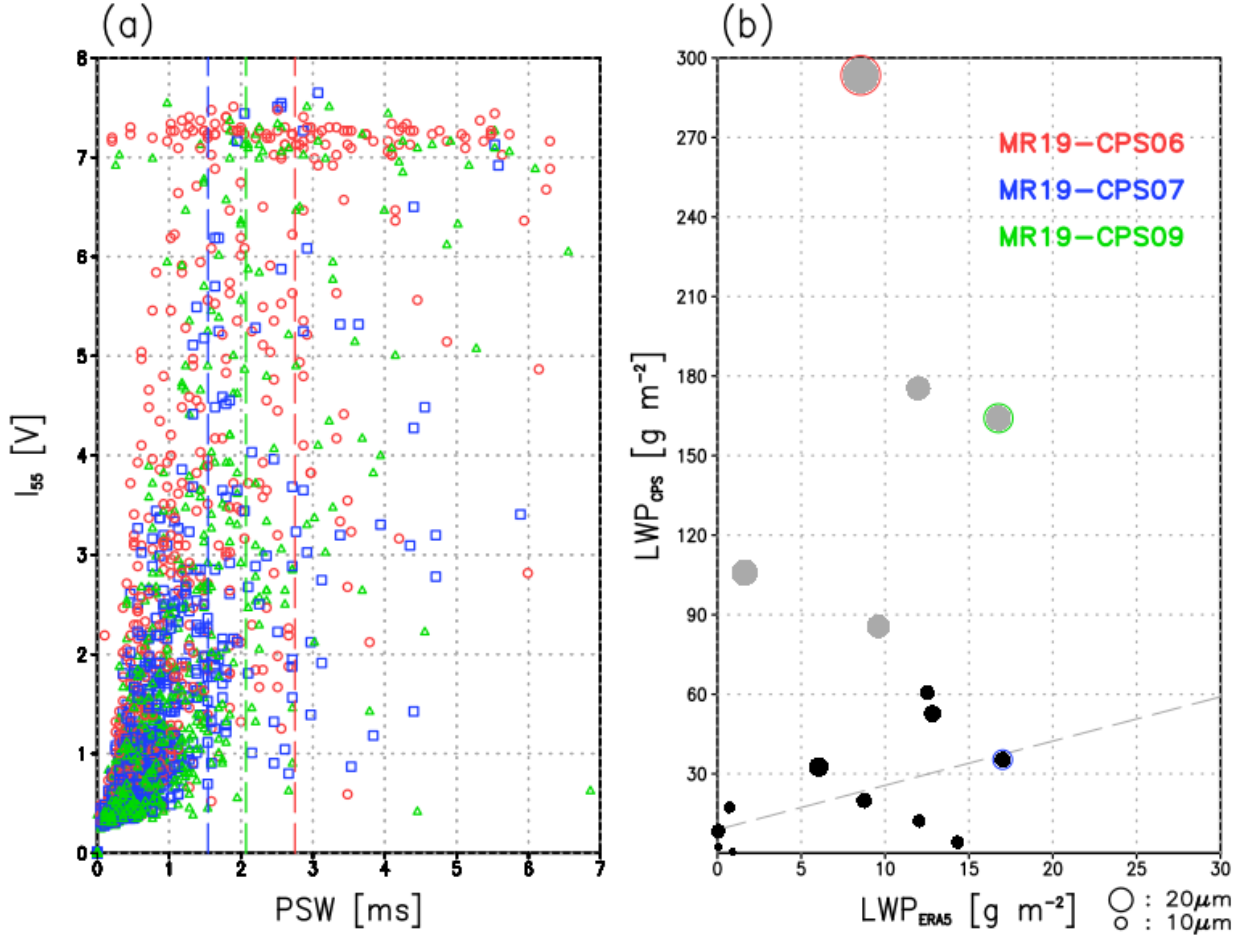 (a)
8
7
6
5
4
3
2
1
0
0 1 2 3 4 5 6 7
I55 [V]
PSW [ms]
(b)
300
270
240
210
180
150
120
90
60
30
0
0 5 10 15 20 25 30
LWPCPS [g m−2]
LWPERA5 [g m−2]
MR19−CPS06
MR19−CPS07
MR19−CPS09
: 20μm
: 10μm